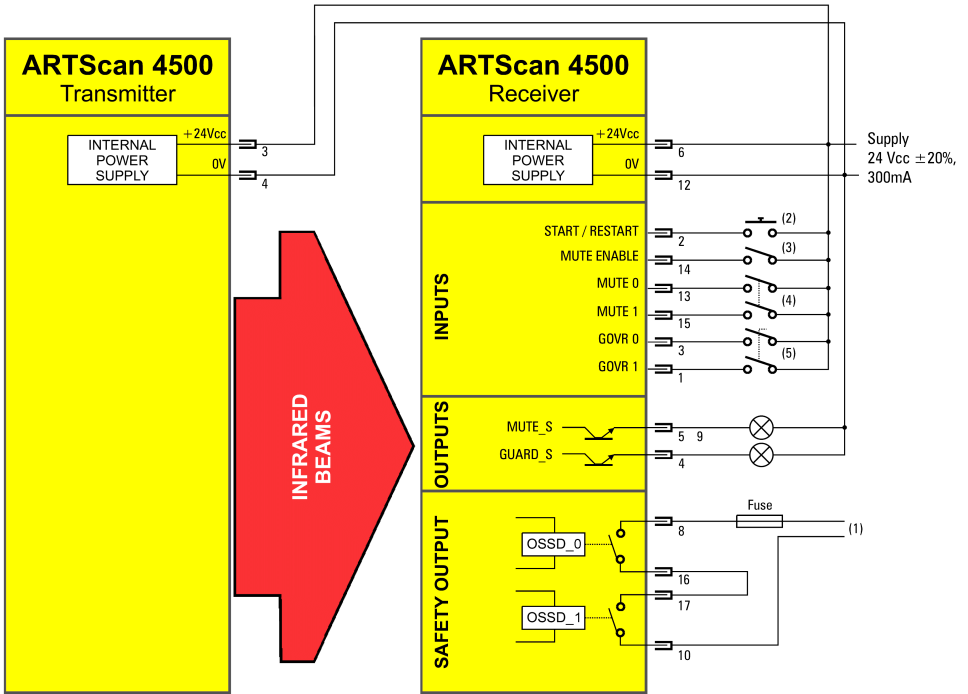 ARTScan 4500
Transmitter
+24Vcc
INTERNAL
POWER
SUPPLY
0V
3
4
INFRARED
BEAMS
ARTScan 4500
Receiver
+24Vcc
INTERNAL
POWER
SUPPLY
0V
6
12
Supply
24 Vcc ±20%,
300mA
INPUTS
START / RESTART
2
(2)
MUTE ENABLE
14
(3)
MUTE 0
13
(4)
MUTE 1
15
GOVR 0
3
(5)
GOVR 1
1
OUTPUTS
MUTE_S
5 9
GUARD_S
4
SAFETY OUTPUT
OSSD_0
8
Fuse
(1)
16
17
OSSD_1
10